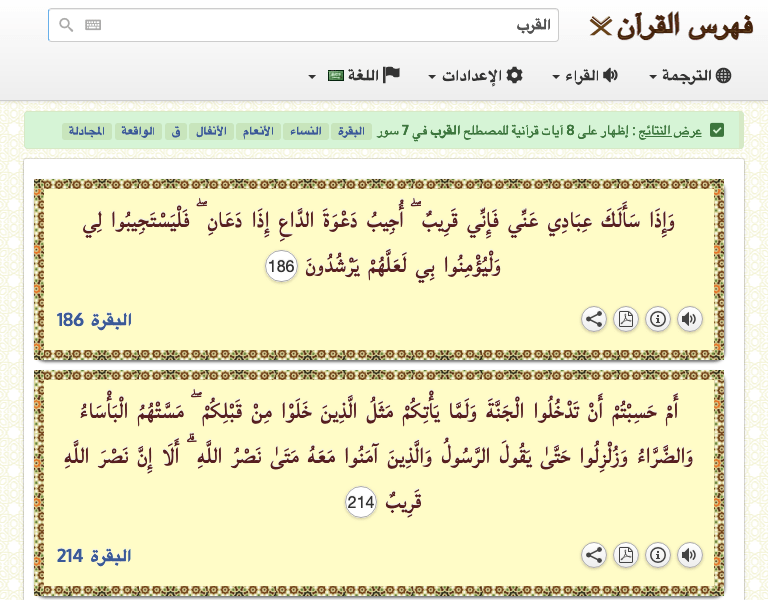 فهرس القرآن
القرب
الترجمة القراء الإعدادات اللغة
عرض النتائج : إظهار على 8 آيات قرآنية للمصطلح القرب في 7 سور البقرة النساء الأنعام الأنفال ق الواقعة المجادلة
وَإِذَا سَأَلَكَ عِبَادِي عَنِّي فَإِنِّي قَرِيبٌ ۖ أُجِيبُ دَعْوَةَ الدَّاعِ إِذَا دَعَانِ ۖ فَلْيَسْتَجِيبُوا لِي
وَلْيُؤْمِنُوا بِي لَعَلَّهُمْ يَرْشُدُونَ 186
البقرة 186
أَمْ حَسِبْتُمْ أَنْ تَدْخُلُوا الْجَنَّةَ وَلَمَّا يَأْتِكُمْ مَثَلُ الَّذِينَ خَلَوْا مِنْ قَبْلِكُمْ ۖ مَسَّتْهُمُ الْبَأْسَاءُ
وَالضَّرَّاءُ وَزُلْزِلُوا حَتَّىٰ يَقُولَ الرَّسُولُ وَالَّذِينَ آمَنُوا مَعَهُ مَتَىٰ نَصْرُ اللَّهِ ۗ أَلَا إِنَّ نَصْرَ اللَّهِ
قَرِيبٌ 214
البقرة 214